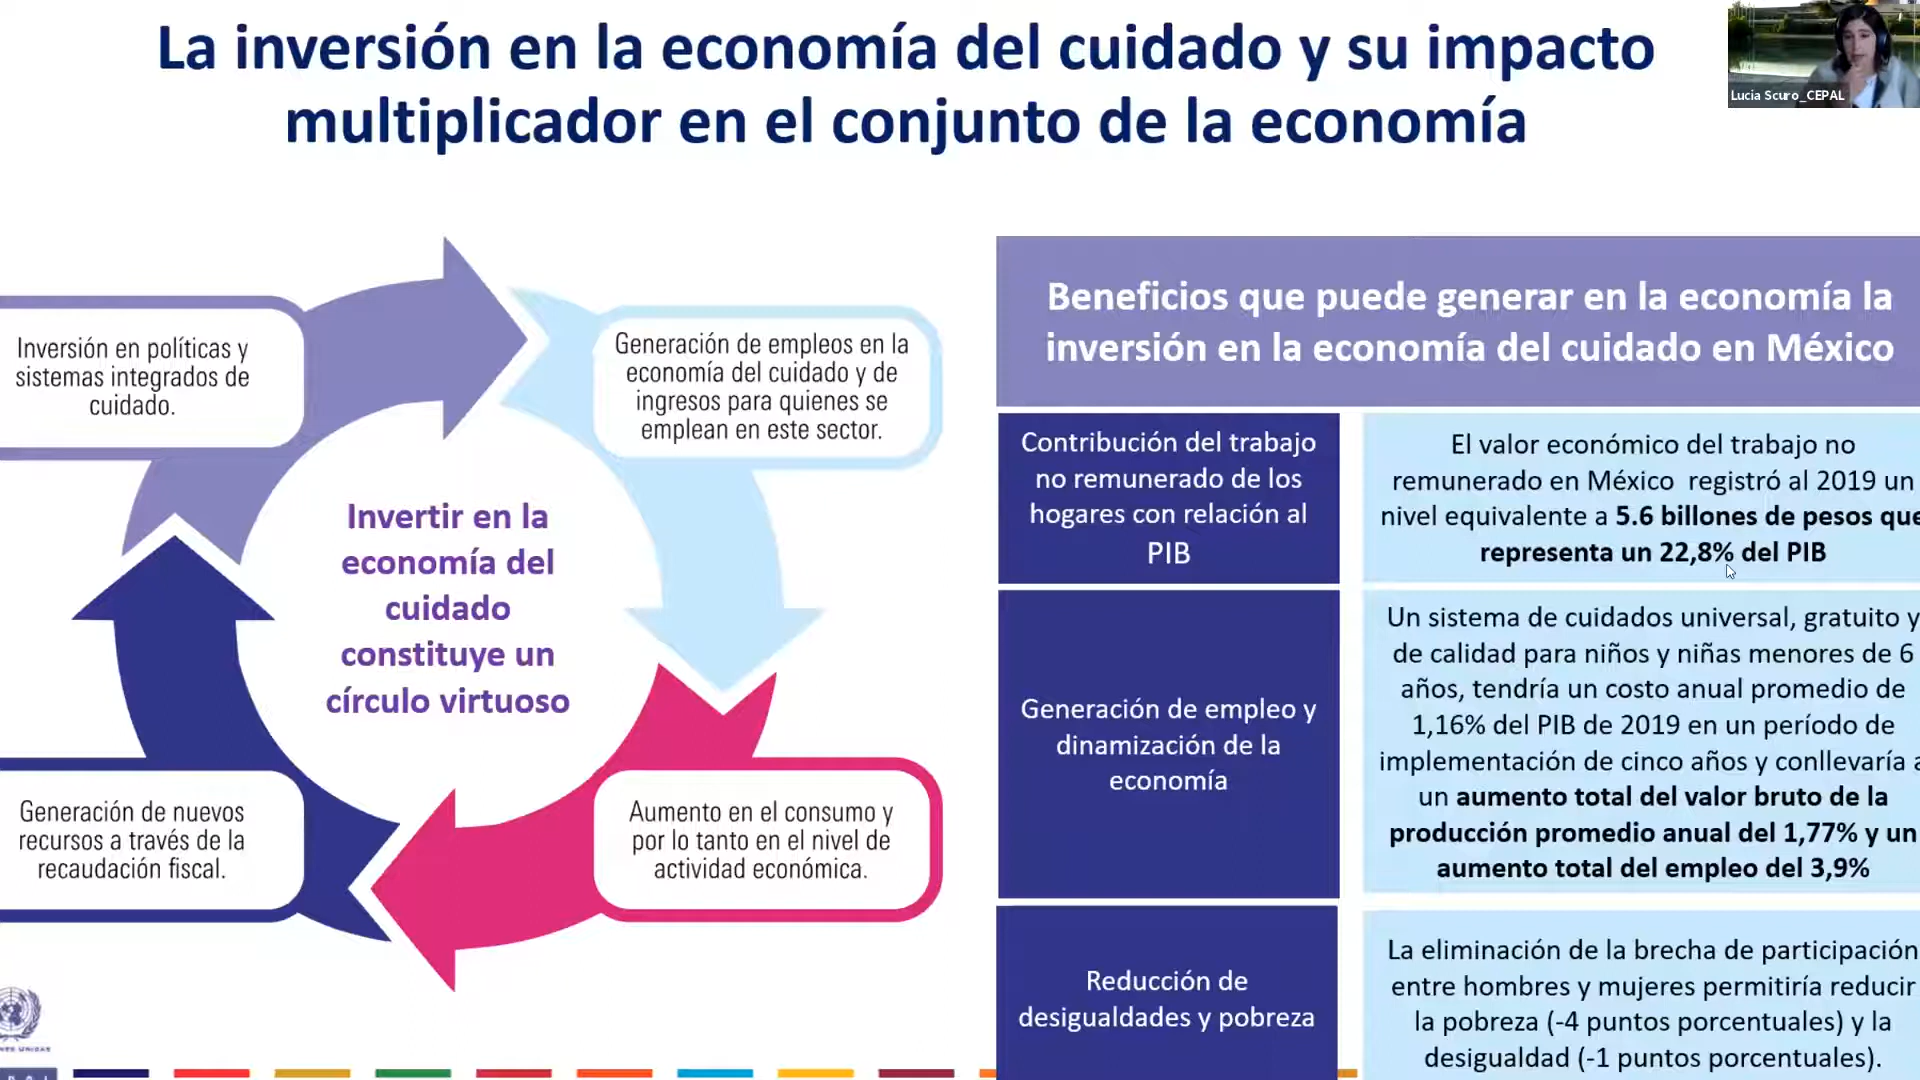 La inversión en la economía del cuidado y su impacto
multiplicador en el conjunto de la economía
Lucia Scuro_CEPAL
Inversión en políticas y
sistemas integrados de
cuidado.
Generación de empleos en la
economía del cuidado y de
ingresos para quienes se
emplean en este sector.
Invertir en la
economía del
cuidado
constituye un
círculo virtuoso
Generación de nuevos
recursos a través de la
recaudación fiscal.
Aumento en el consumo y
por lo tanto en el nivel de
actividad económica.
Beneficios que puede generar en la economía la
inversión en la economía del cuidado en México
Contribución del trabajo
no remunerado de los
hogares con relación al
PIB
El valor económico del trabajo no
remunerado en México registró al 2019 un
nivel equivalente a 5.6 billones de pesos que
representa un 22,8% del PIB
Generación de empleo y
dinamización de la
economía
Un sistema de cuidados universal, gratuito y
de calidad para niños y niñas menores de 6
años, tendría un costo anual promedio de
1,16% del PIB de 2019 en un período de
implementación de cinco años y conllevaría a
un aumento total del valor bruto de la
producción promedio anual del 1,77% y un
aumento total del empleo del 3,9%
Reducción de
desigualdades y pobreza
La eliminación de la brecha de participación
entre hombres y mujeres permitiría reducir
la pobreza (-4 puntos porcentuales) y la
desigualdad (-1 puntos porcentuales).